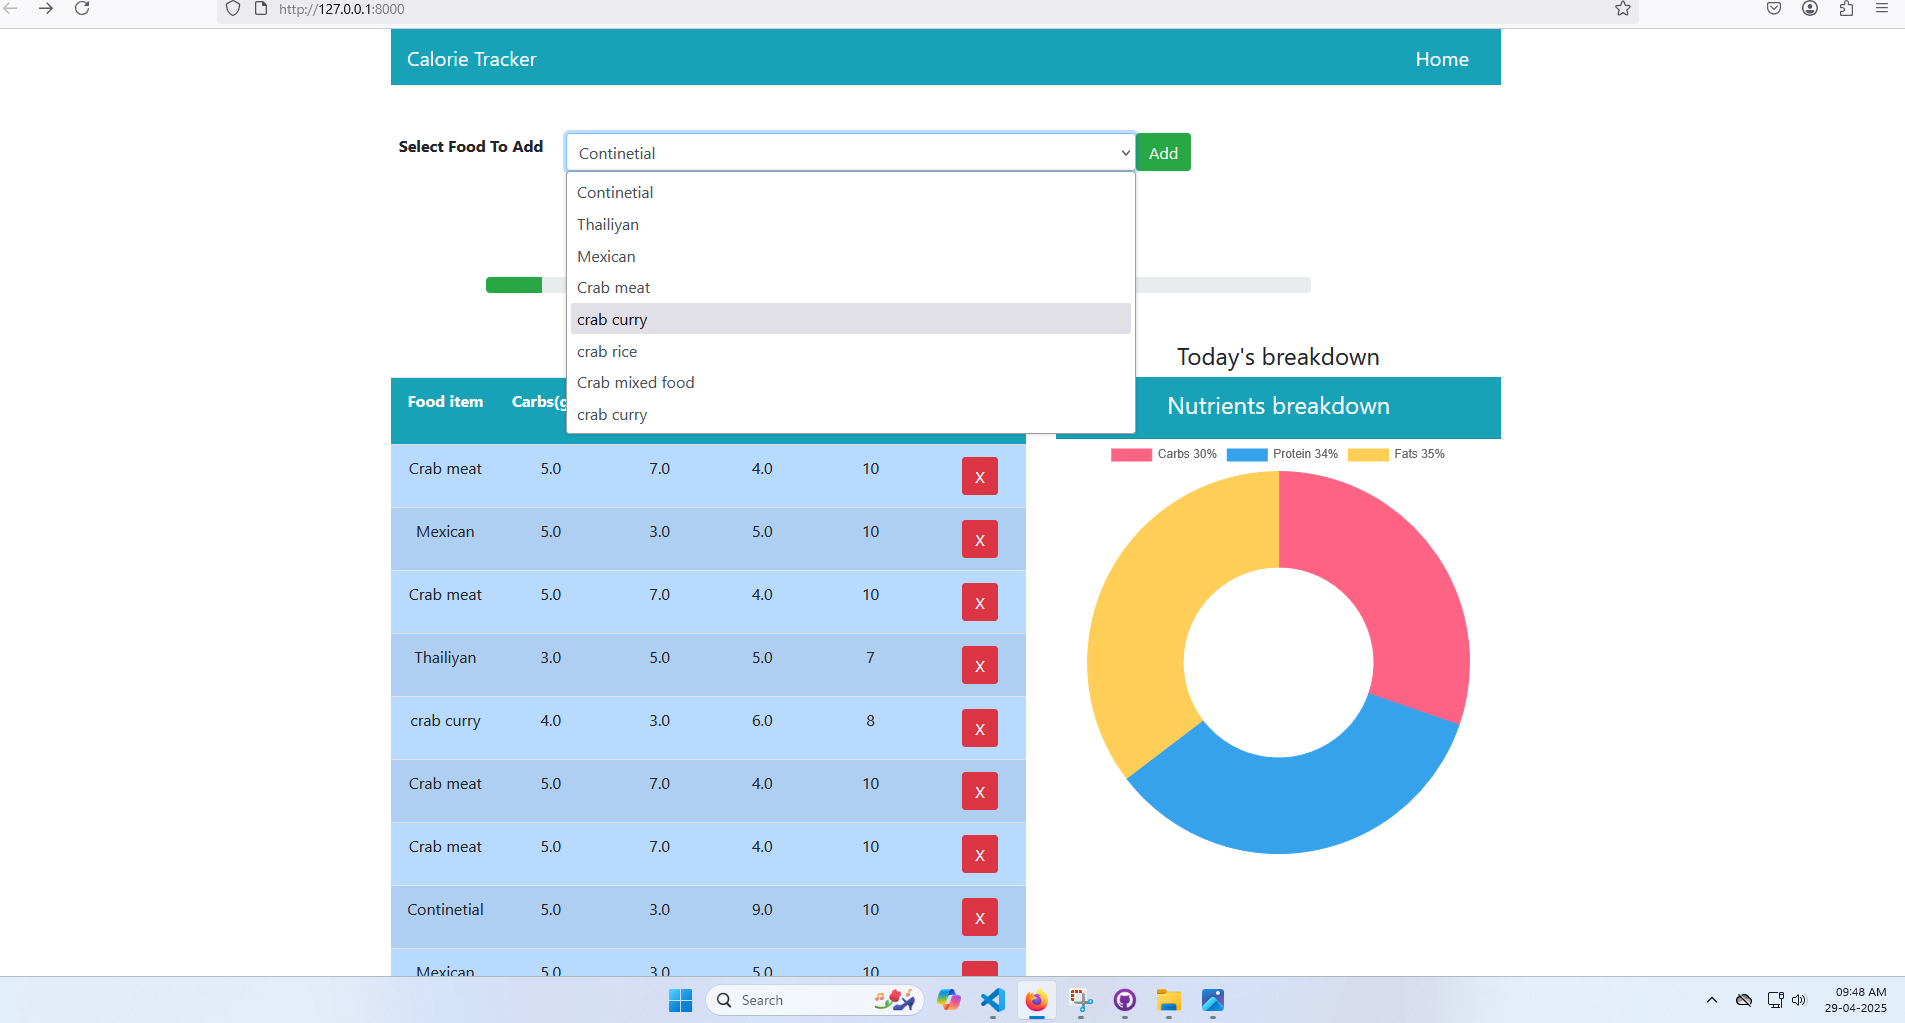 http://127.0.0.1:8000
Calorie Tracker
Home
Select Food To Add
Continetial
Add
Continetial
Thailiyan
Mexican
Crab meat
crab curry
crab rice
Crab mixed food
crab curry
Today's breakdown
Food item Carbs(g
Nutrients breakdown
Carbs 30% Protein 34% Fats 35%
Crab meat 5.0 7.0 4.0 10 X
Mexican 5.0 3.0 5.0 10 X
Crab meat 5.0 7.0 4.0 10 X
Thailiyan 3.0 5.0 5.0 7 X
crab curry 4.0 3.0 6.0 8 X
Crab meat 5.0 7.0 4.0 10 X
Crab meat 5.0 7.0 4.0 10 X
Continetial 5.0 3.0 9.0 10 X
Mexican 5.0 3.0 5.0 10
Search
09:48 AM
29-04-2025